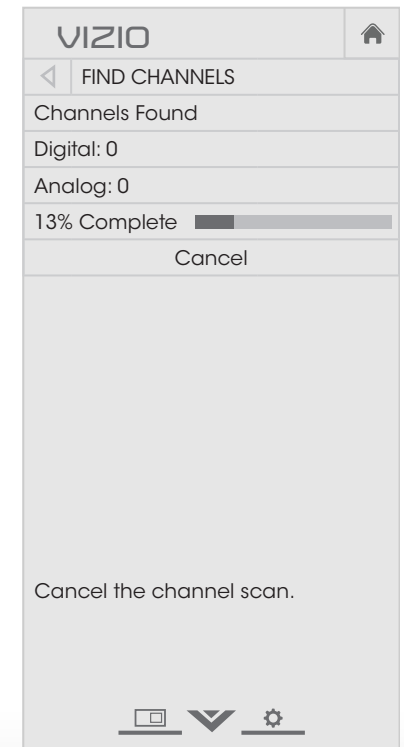 VIZIO
FIND CHANNELS
Channels Found
Digital: 0
Analog: 0
13% Complete
Cancel
Cancel the channel scan.